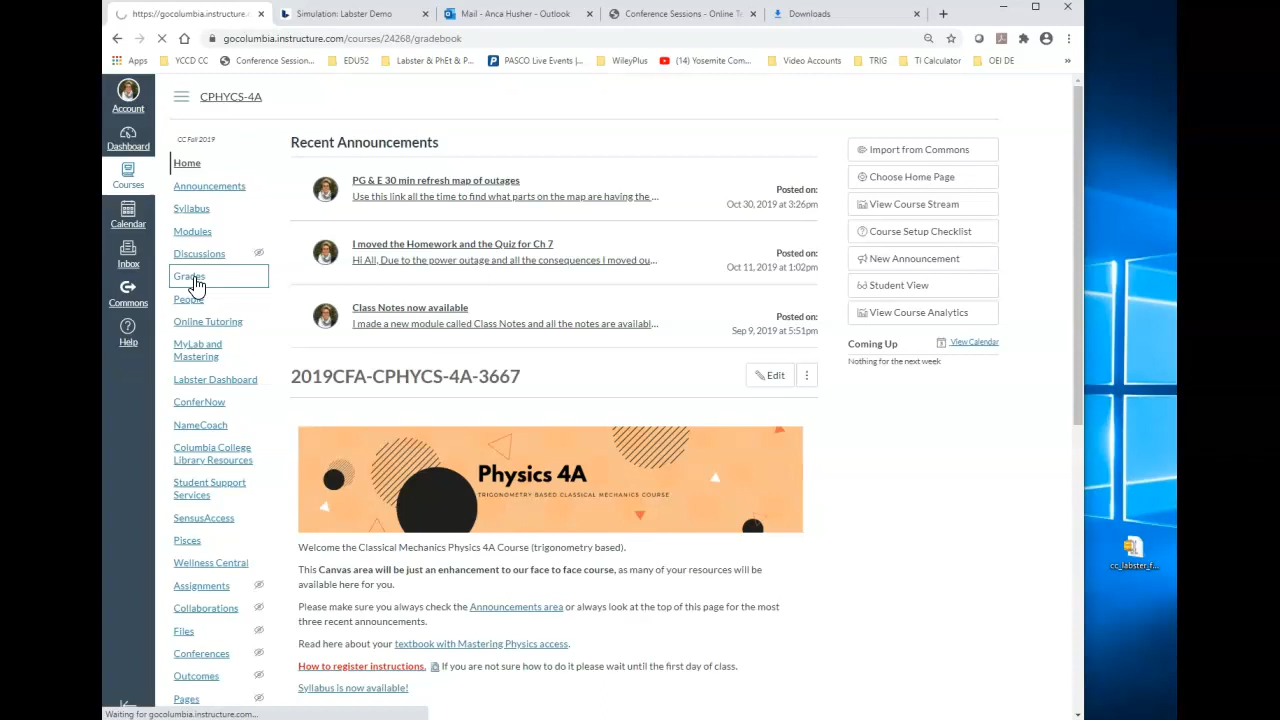 https://gocolumbia.instructure.com/
Simulation: Labster Demo
Mail - Anca Husher - Outlook
Conference Sessions - Online Te
Downloads
gocolumbia.instructure.com/courses/24268/gradebook
Apps
YCCD CC
Conference Session...
EDU52
Labster & PhEt & P...
PASCO Live Events |...
WileyPlus
(14) Yosemite Com...
Video Accounts
TRIG
Ti Calculator
OEI DE
»
Account
Dashboard
Courses
Calendar
Inbox
Commons
Help
CPHYCS-4A
CC Fall 2019
Home
Announcements
Syllabus
Modules
Discussions
Grades
People
Online Tutoring
MyLab and
Mastering
Labster Dashboard
ConferNow
NameCoach
Columbia College
Library Resources
Student Support
Services
SensusAccess
Pisces
Wellness Central
Assignments
Collaborations
Files
Conferences
Outcomes
Pages
Recent Announcements
PG & E 30 min refresh map of outages
Use this link all the time to find what parts on the map are having the ...
Posted on:
Oct 30, 2019 at 3:26pm
I moved the Homework and the Quiz for Ch 7
Hi All, Due to the power outage and all the consequences I moved ou...
Posted on:
Oct 11, 2019 at 1:02pm
Class Notes now available
I made a new module called Class Notes and all the notes are availabl...
Posted on:
Sep 9, 2019 at 5:51pm
2019CFA-CPHYCS-4A-3667
Edit
Physics 4A
TRIGONOMETRY BASED CLASSICAL MECHANICS COURSE
Welcome the Classical Mechanics Physics 4A Course (trigonometry based).
This Canvas area will be just an enhancement to our face to face course, as many of your resources will be
available here for you.
Please make sure you always check the Announcements area or always look at the top of this page for the most
three recent announcements.
Read here about your textbook with Mastering Physics access.
How to register instructions. If you are not sure how to do it please wait until the first day of class.
Syllabus is now available!
Import from Commons
Choose Home Page
View Course Stream
Course Setup Checklist
New Announcement
Student View
View Course Analytics
Coming Up
View Calendar
Nothing for the next week
cc_labster_f...
Waiting for gocolumbia.instructure.com...